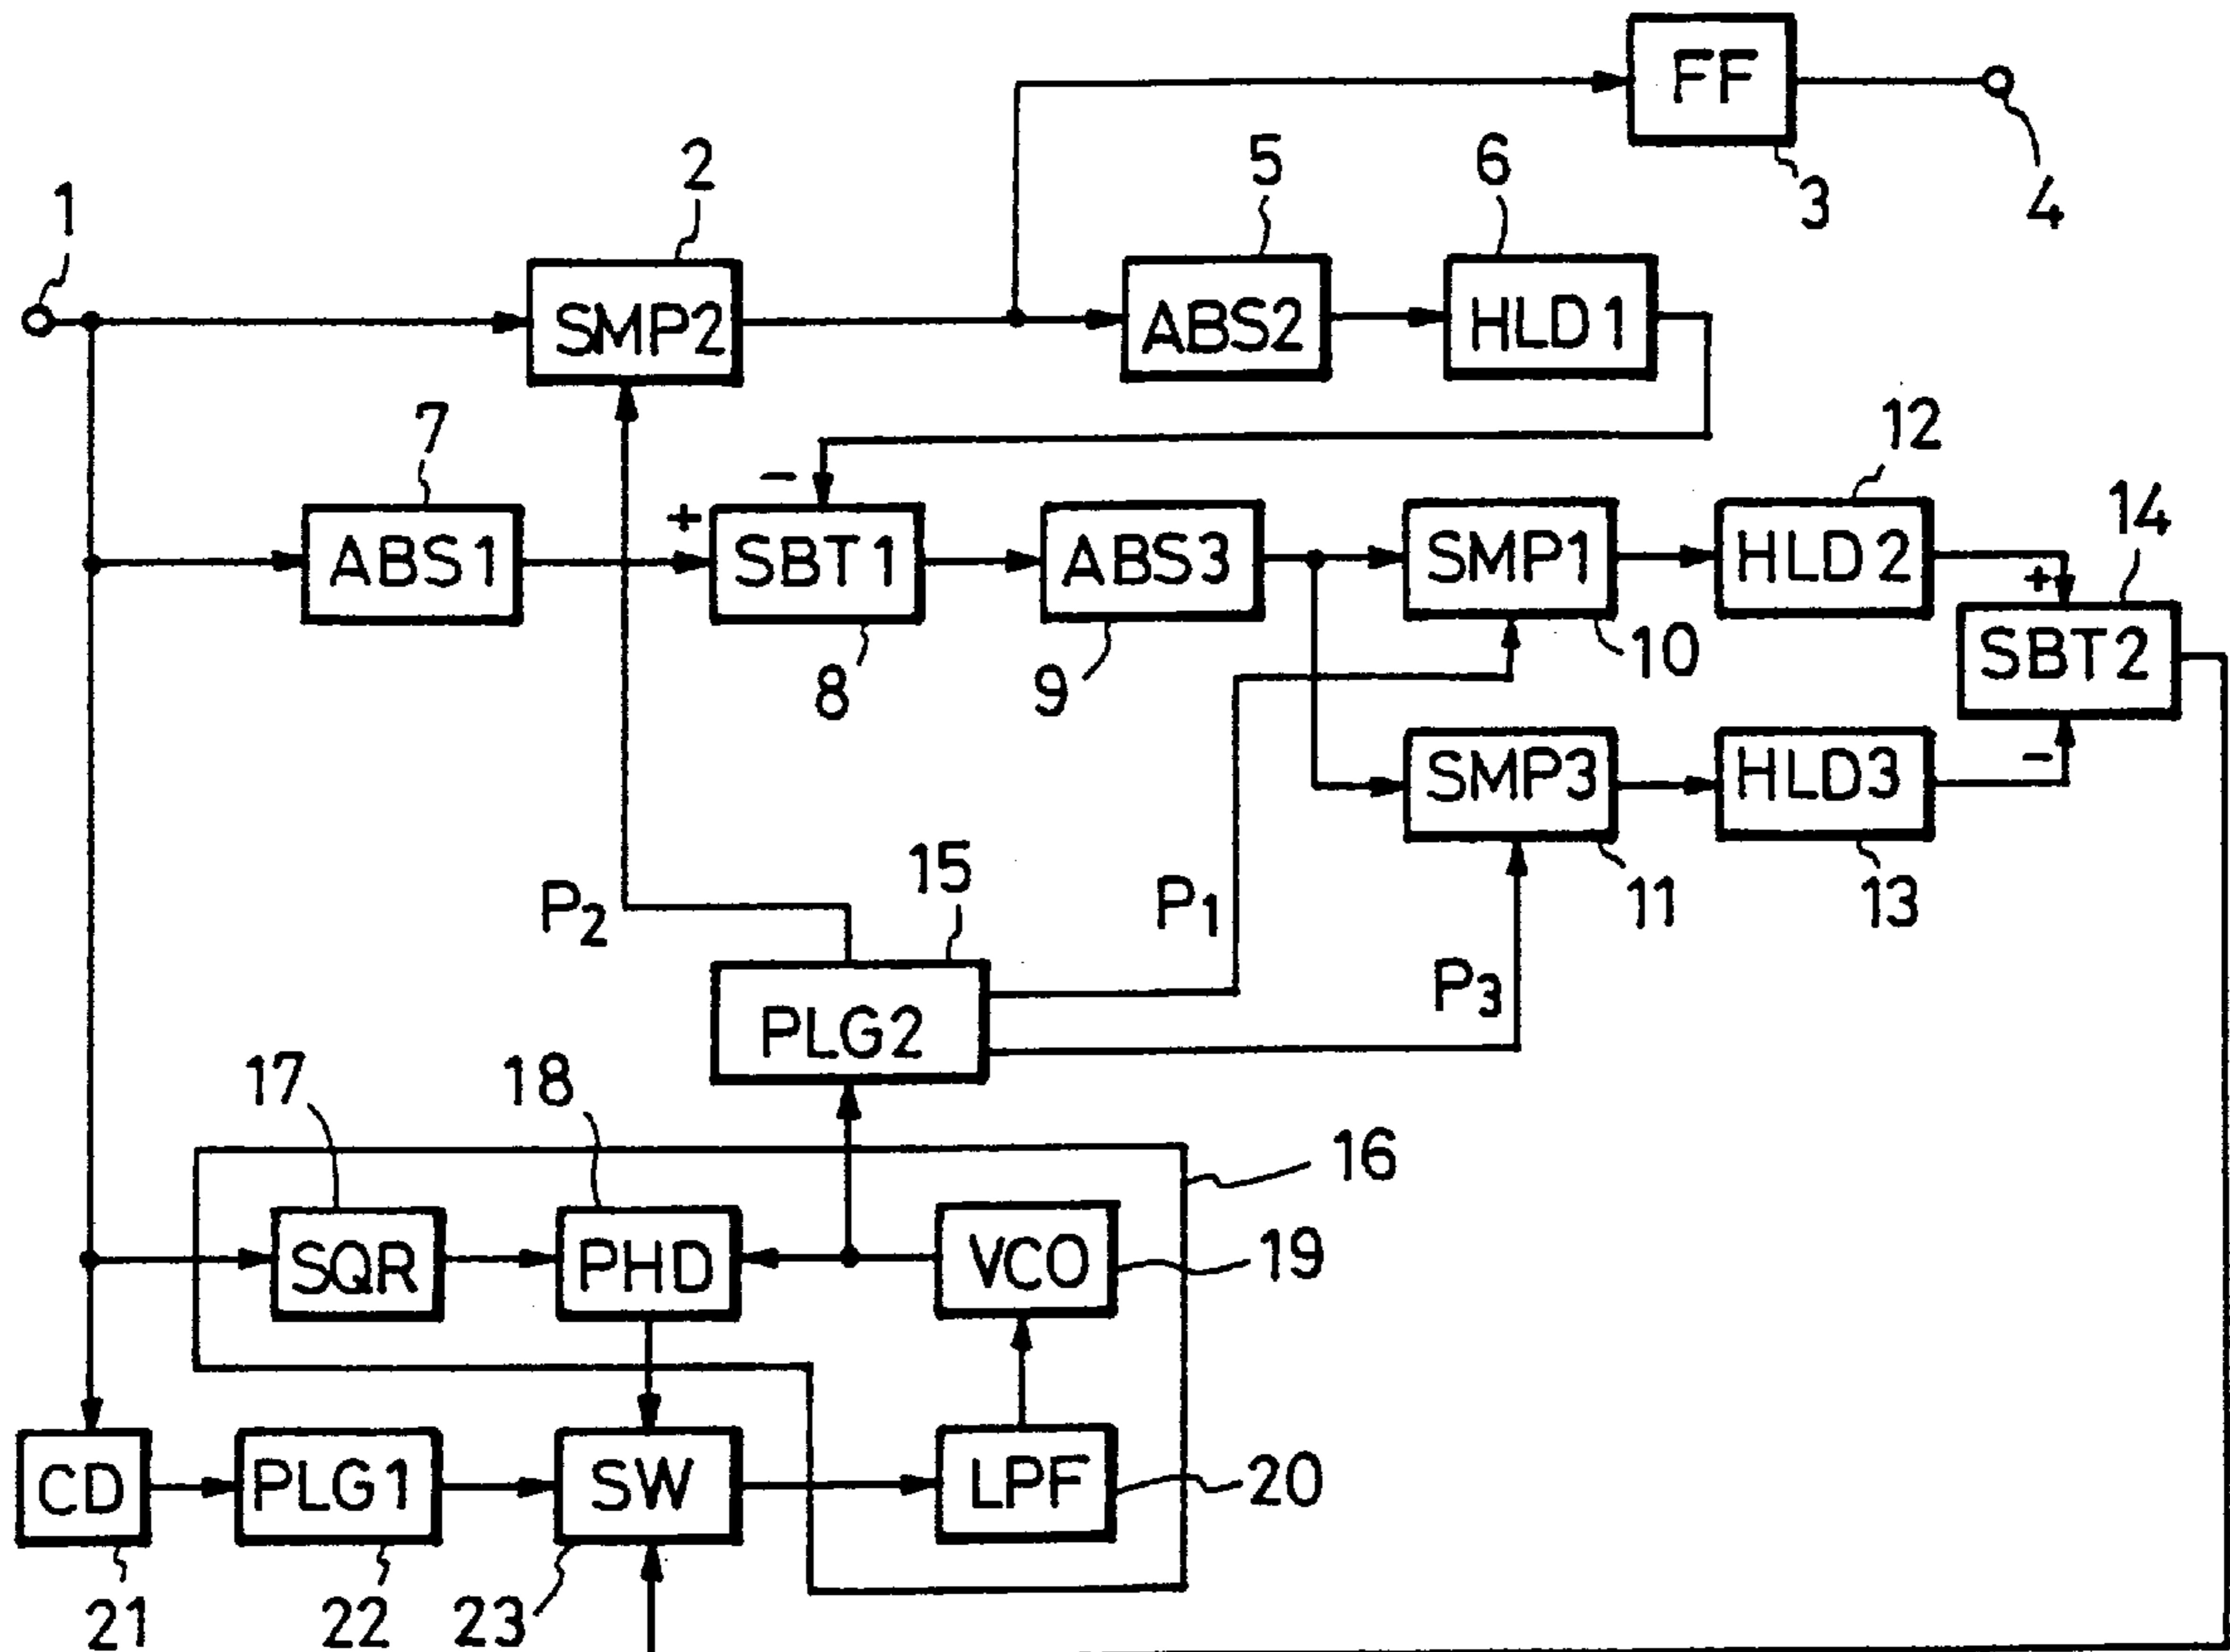 FF
3
4
1
2
SMP2
5
ABS2
6
HLD1
7
ABS1
+
−
SBT1
8
ABS3
9
SMP1
10
12
HLD2
14
+
SBT2
−
SMP3
11
HLD3
13
P2
15
P1
P3
PLG2
16
17
SQR
18
PHD
VCO
19
CD
21
PLG1
22
SW
23
LPF
20